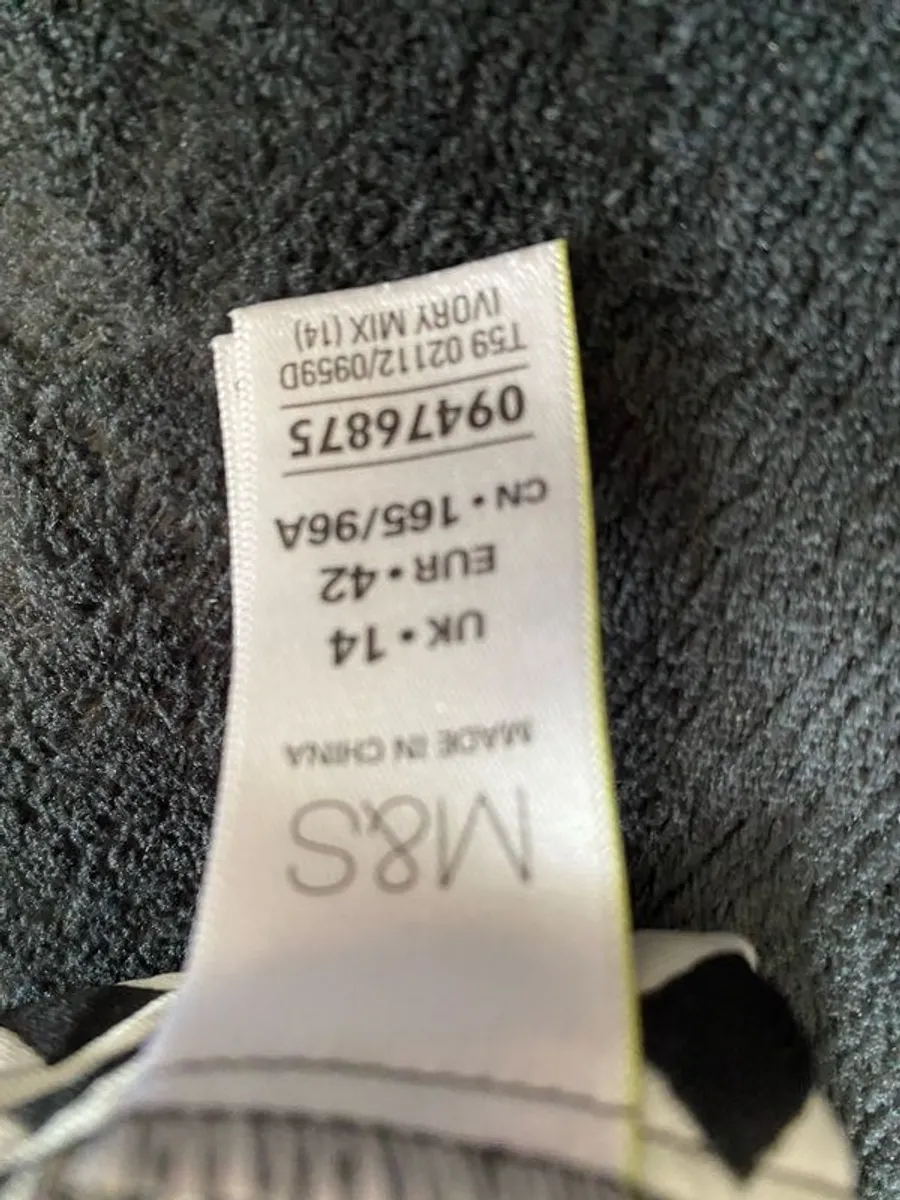 M&S
MADE IN CHINA
UK • 14
EUR • 42
CN • 165/96A
09476875
T59 02112/0959D
IVORY MIX (14)